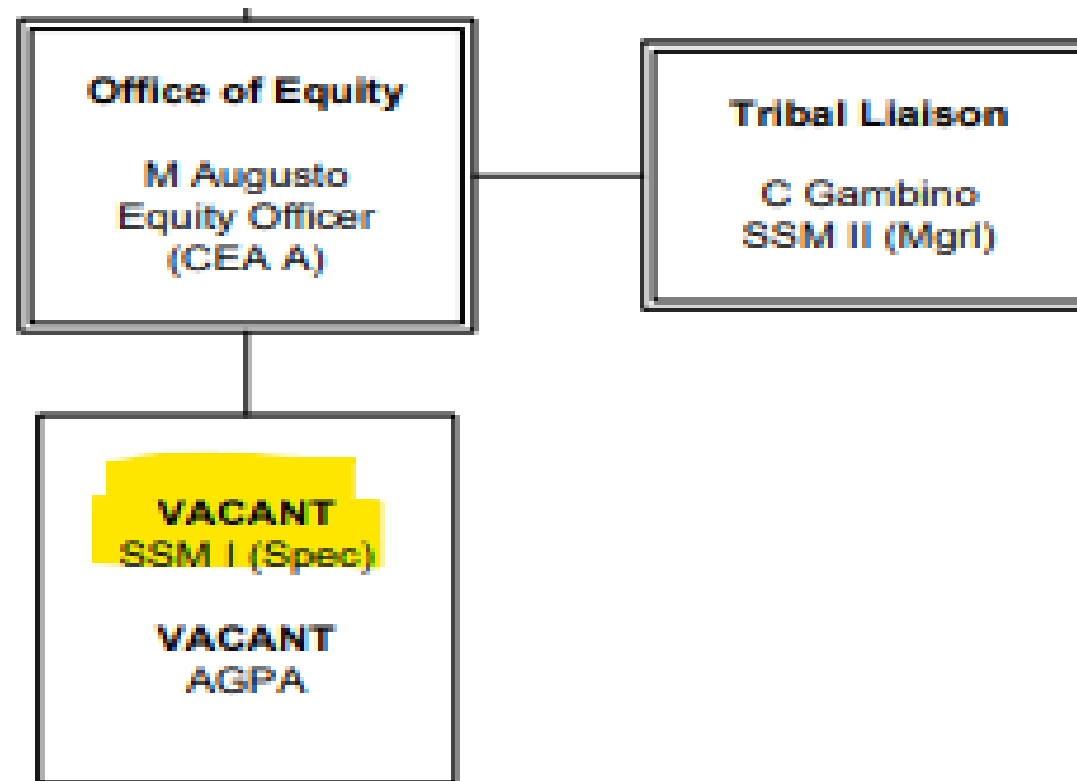 Office of Equity
M Augusto
Equity Officer
(CEA A)
Tribal Liaison
C Gambino
SSM II (Mgrl)
VACANT
SSM I (Spec)
VACANT
AGPA